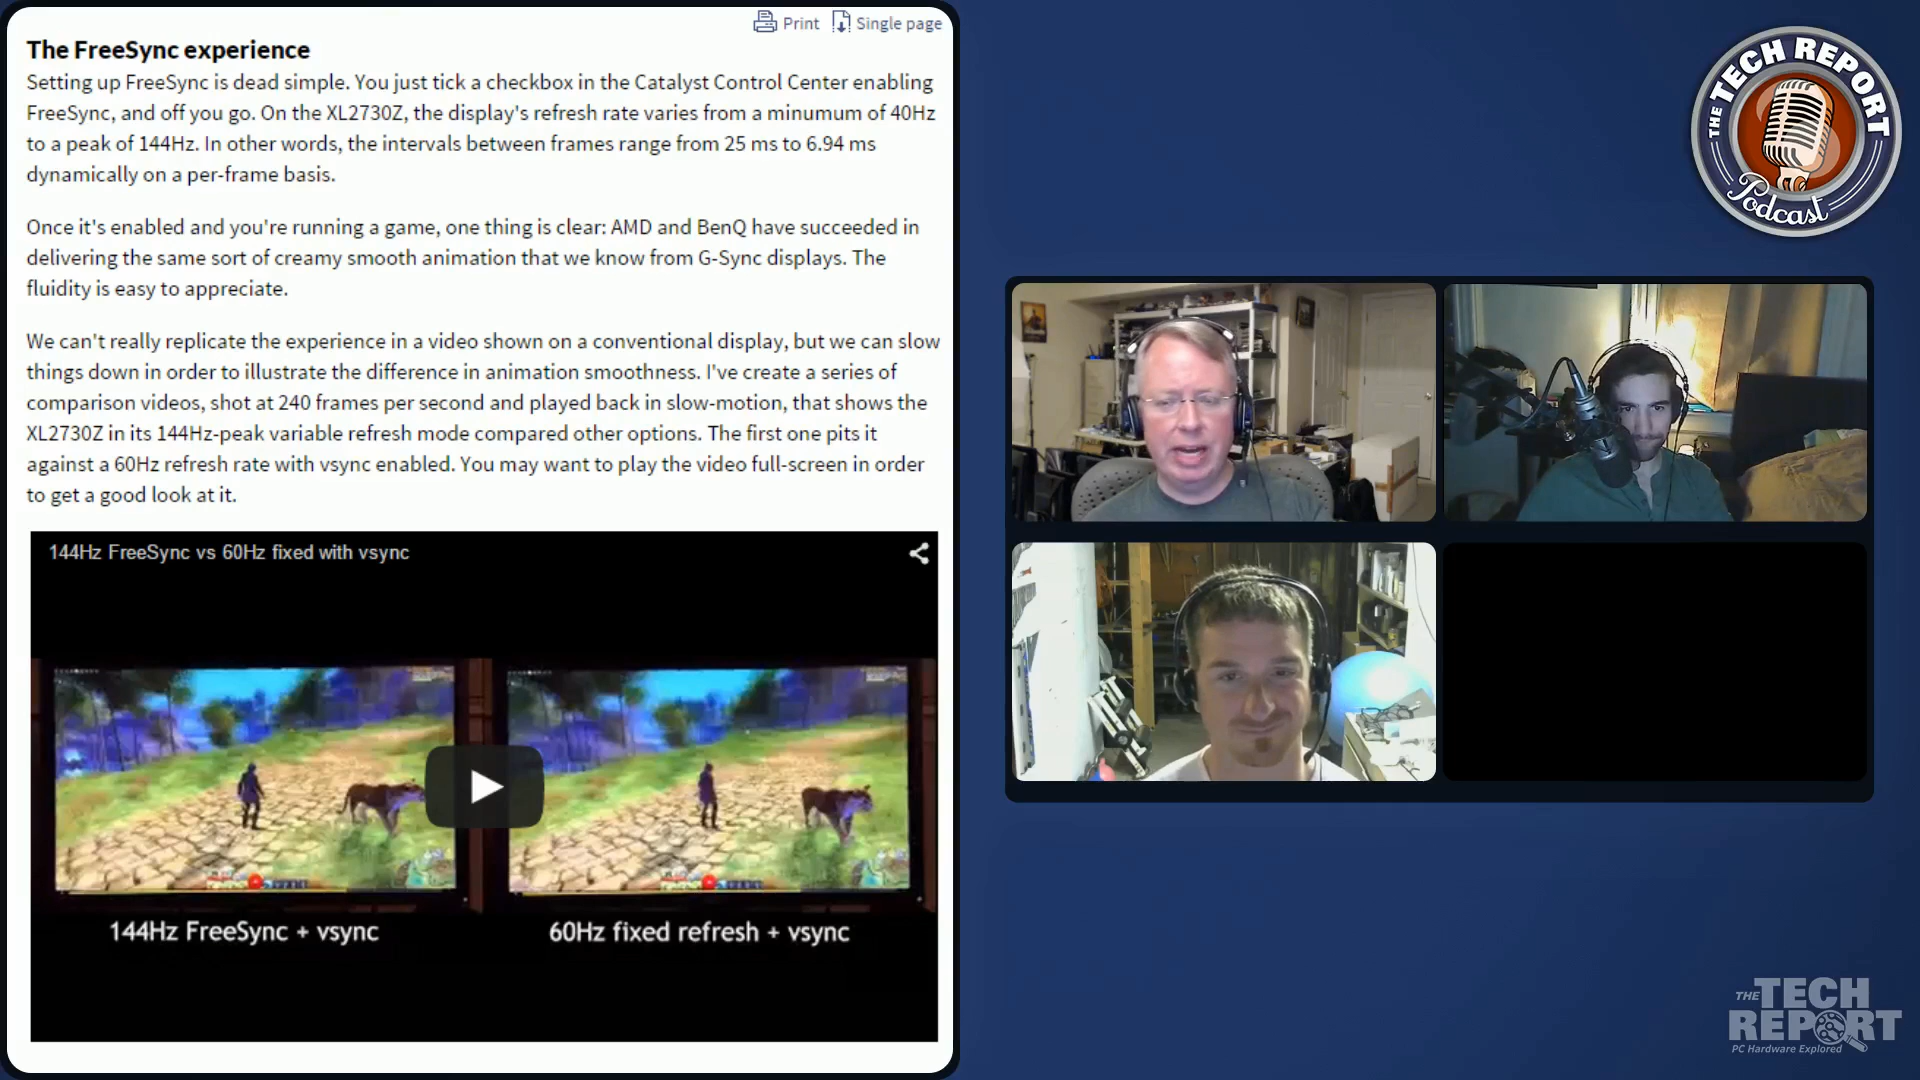 Print
Single page
The FreeSync experience
Setting up FreeSync is dead simple. You just tick a checkbox in the Catalyst Control Center enabling
FreeSync, and off you go. On the XL2730Z, the display's refresh rate varies from a minumum of 40Hz
to a peak of 144Hz. In other words, the intervals between frames range from 25 ms to 6.94 ms
dynamically on a per-frame basis.
Once it's enabled and you're running a game, one thing is clear: AMD and BenQ have succeeded in
delivering the same sort of creamy smooth animation that we know from G-Sync displays. The
fluidity is easy to appreciate.
We can't really replicate the experience in a video shown on a conventional display, but we can slow
things down in order to illustrate the difference in animation smoothness. I've create a series of
comparison videos, shot at 240 frames per second and played back in slow-motion, that shows the
XL2730Z in its 144Hz-peak variable refresh mode compared other options. The first one pits it
against a 60Hz refresh rate with vsync enabled. You may want to play the video full-screen in order
to get a good look at it.
144Hz FreeSync vs 60Hz fixed with vsync
144Hz FreeSync + vsync
60Hz fixed refresh + vsync
THE TECH REPORT
Podcast
THE TECH
REPORT
PC Hardware Explored